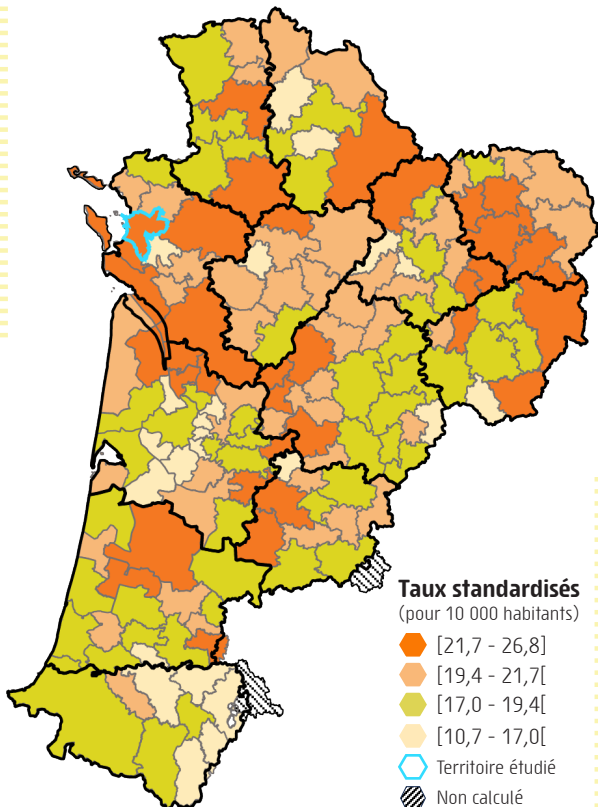 Taux standardisés
(pour 10 000 habitants)
[21,7 - 26,8]
[19,4 - 21,7[
[17,0 - 19,4[
[10,7 - 17,0[
Territoire étudié
Non calculé